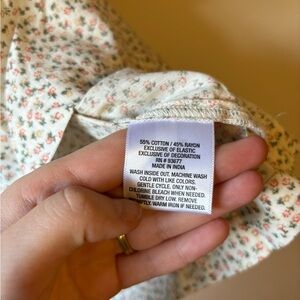 55% COTTON / 45% RAYON
EXCLUSIVE OF ELASTIC
EXCLUSIVE OF DECORATION
RN # 93677
MADE IN INDIA
WASH INSIDE OUT, MACHINE WASH
COLD WITH LIKE COLORS,
GENTLE CYCLE. ONLY NON-
CHLORINE BLEACH WHEN NEEDED.
TUMBLE DRY LOW. REMOVE
WARM IRON IF NEEDED.